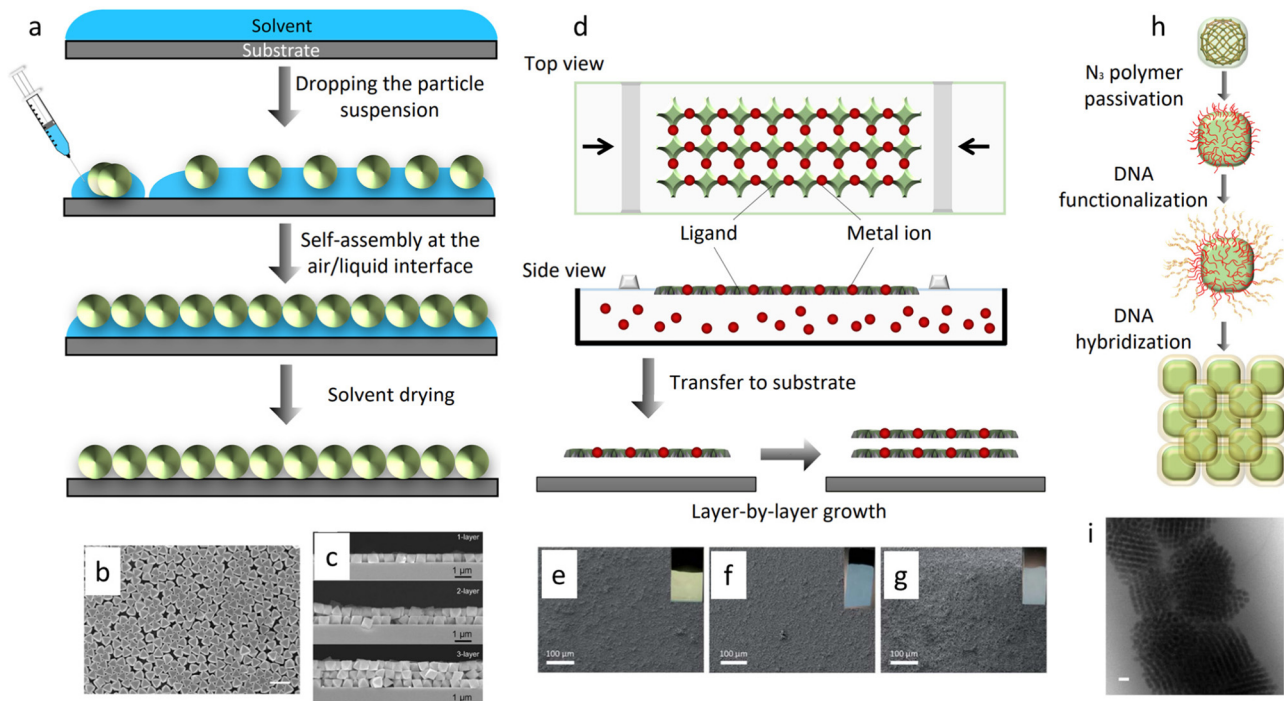 a
Solvent
Substrate
Dropping the particle
suspension
Self-assembly at the
air/liquid interface
Solvent drying
b
c
1-layer
1 µm
2-layer
1 µm
3-layer
1 µm
d
Top view
Ligand
Metal ion
Side view
Transfer to substrate
Layer-by-layer growth
e
100 µm
f
100 µm
g
100 µm
h
N₃ polymer
passivation
DNA
functionalization
DNA
hybridization
i